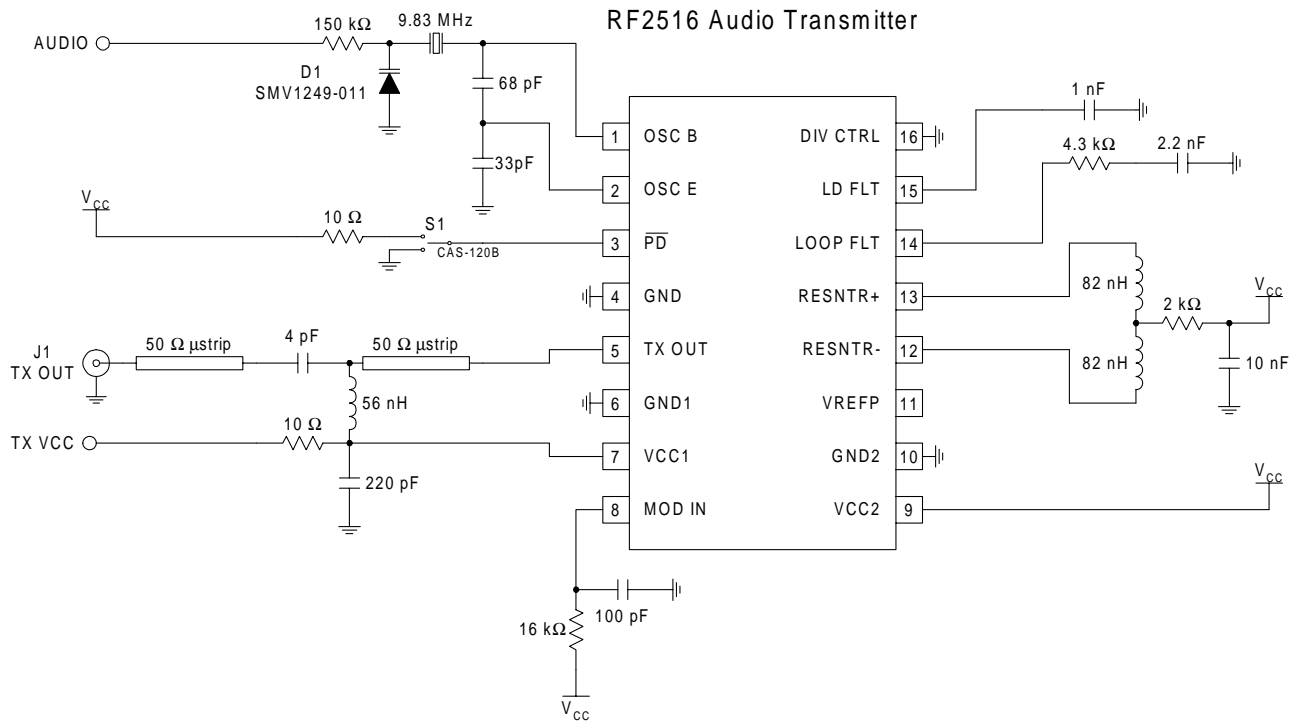 RF2516 Audio Transmitter
AUDIO
150 kΩ
9.83 MHz
D1
SMV1249-011
68 pF
33pF
1 nF
4.3 kΩ
2.2 nF
1 OSC B
DIV CTRL 16
2 OSC E
LD FLT 15
V_CC
10 Ω
S1
CAS-120B
3 P̅D̅
LOOP FLT 14
82 nH
2 kΩ
V_CC
4 GND
RESNTR+ 13
J1
TX OUT
50 Ω µstrip
4 pF
50 Ω µstrip
5 TX OUT
RESNTR- 12
82 nH
10 nF
56 nH
6 GND1
VREFP 11
TX VCC
10 Ω
7 VCC1
GND2 10
220 pF
V_CC
8 MOD IN
VCC2 9
100 pF
16 kΩ
V_CC